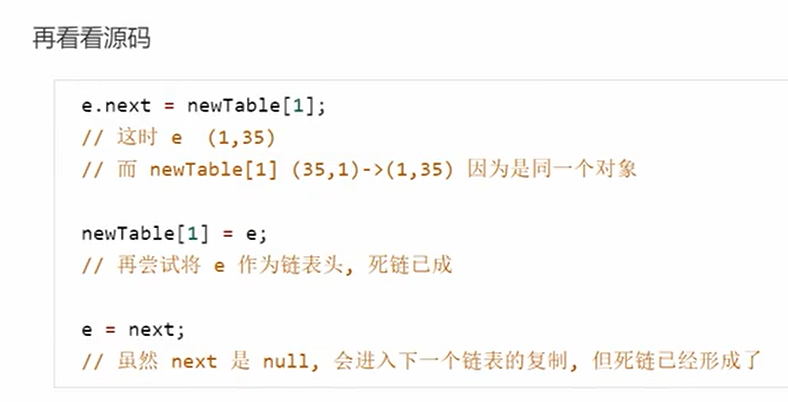 再看看源码
e.next = newTable[1];
// 这时 e  (1,35)
// 而 newTable[1] (35,1)->(1,35) 因为是同一个对象
newTable[1] = e;
// 再尝试将 e 作为链表头, 死链已成
e = next;
// 虽然 next 是 null, 会进入下一个链表的复制, 但死链已经形成了